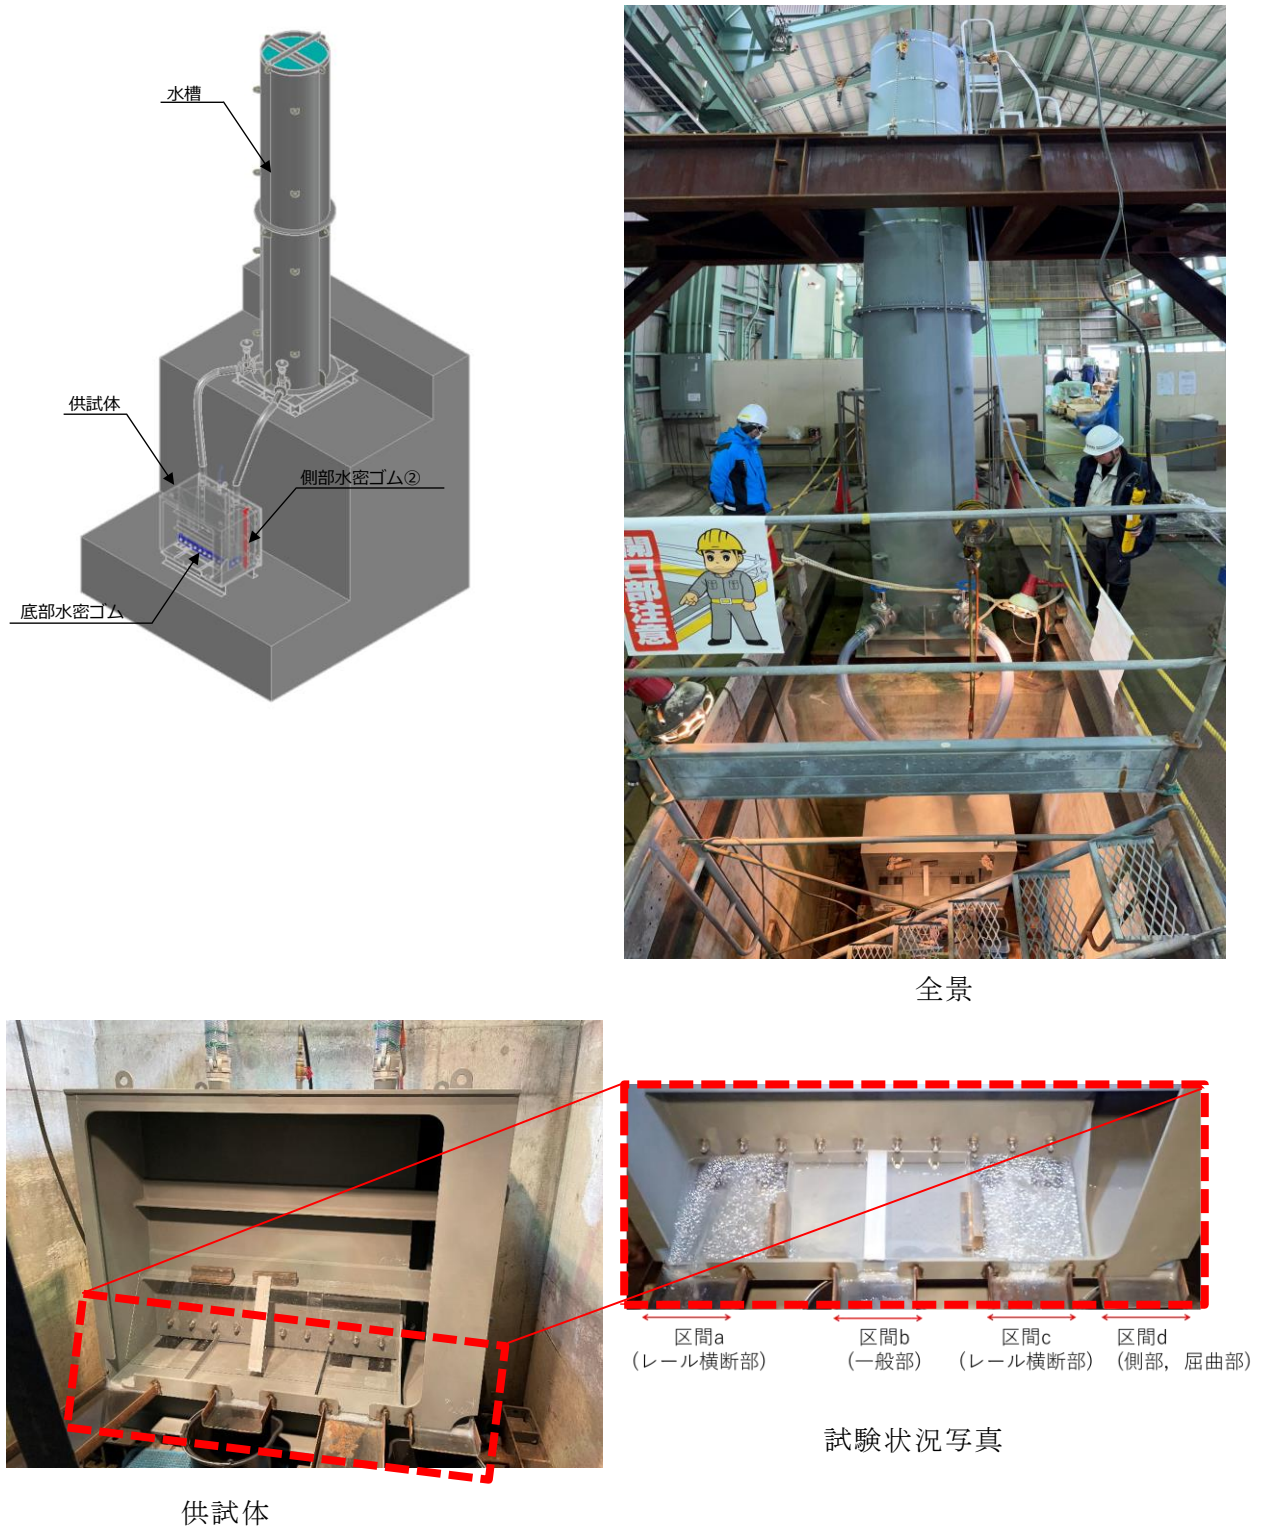 水槽
供試体
側部水密ゴム②
底部水密ゴム
開口部注意
全景
区間a
(レール横断部)
区間b
(一般部)
区間c
(レール横断部)
区間d
(側部，屈曲部)
試験状況写真
供試体